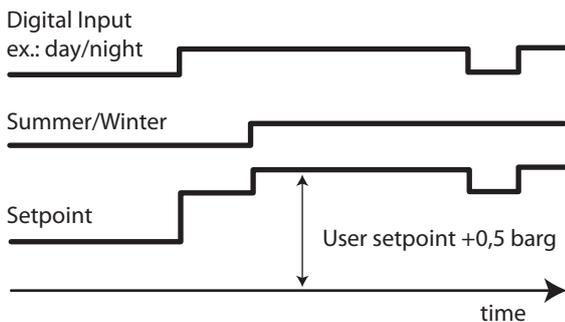 Digital Input
ex.: day/night
Summer/Winter
Setpoint
User setpoint +0,5 barg
time